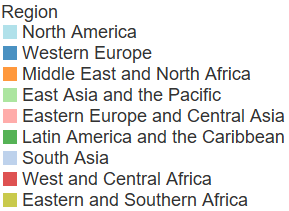 Region
North America
Western Europe
Middle East and North Africa
East Asia and the Pacific
Eastern Europe and Central Asia
Latin America and the Caribbean
South Asia
West and Central Africa
Eastern and Southern Africa